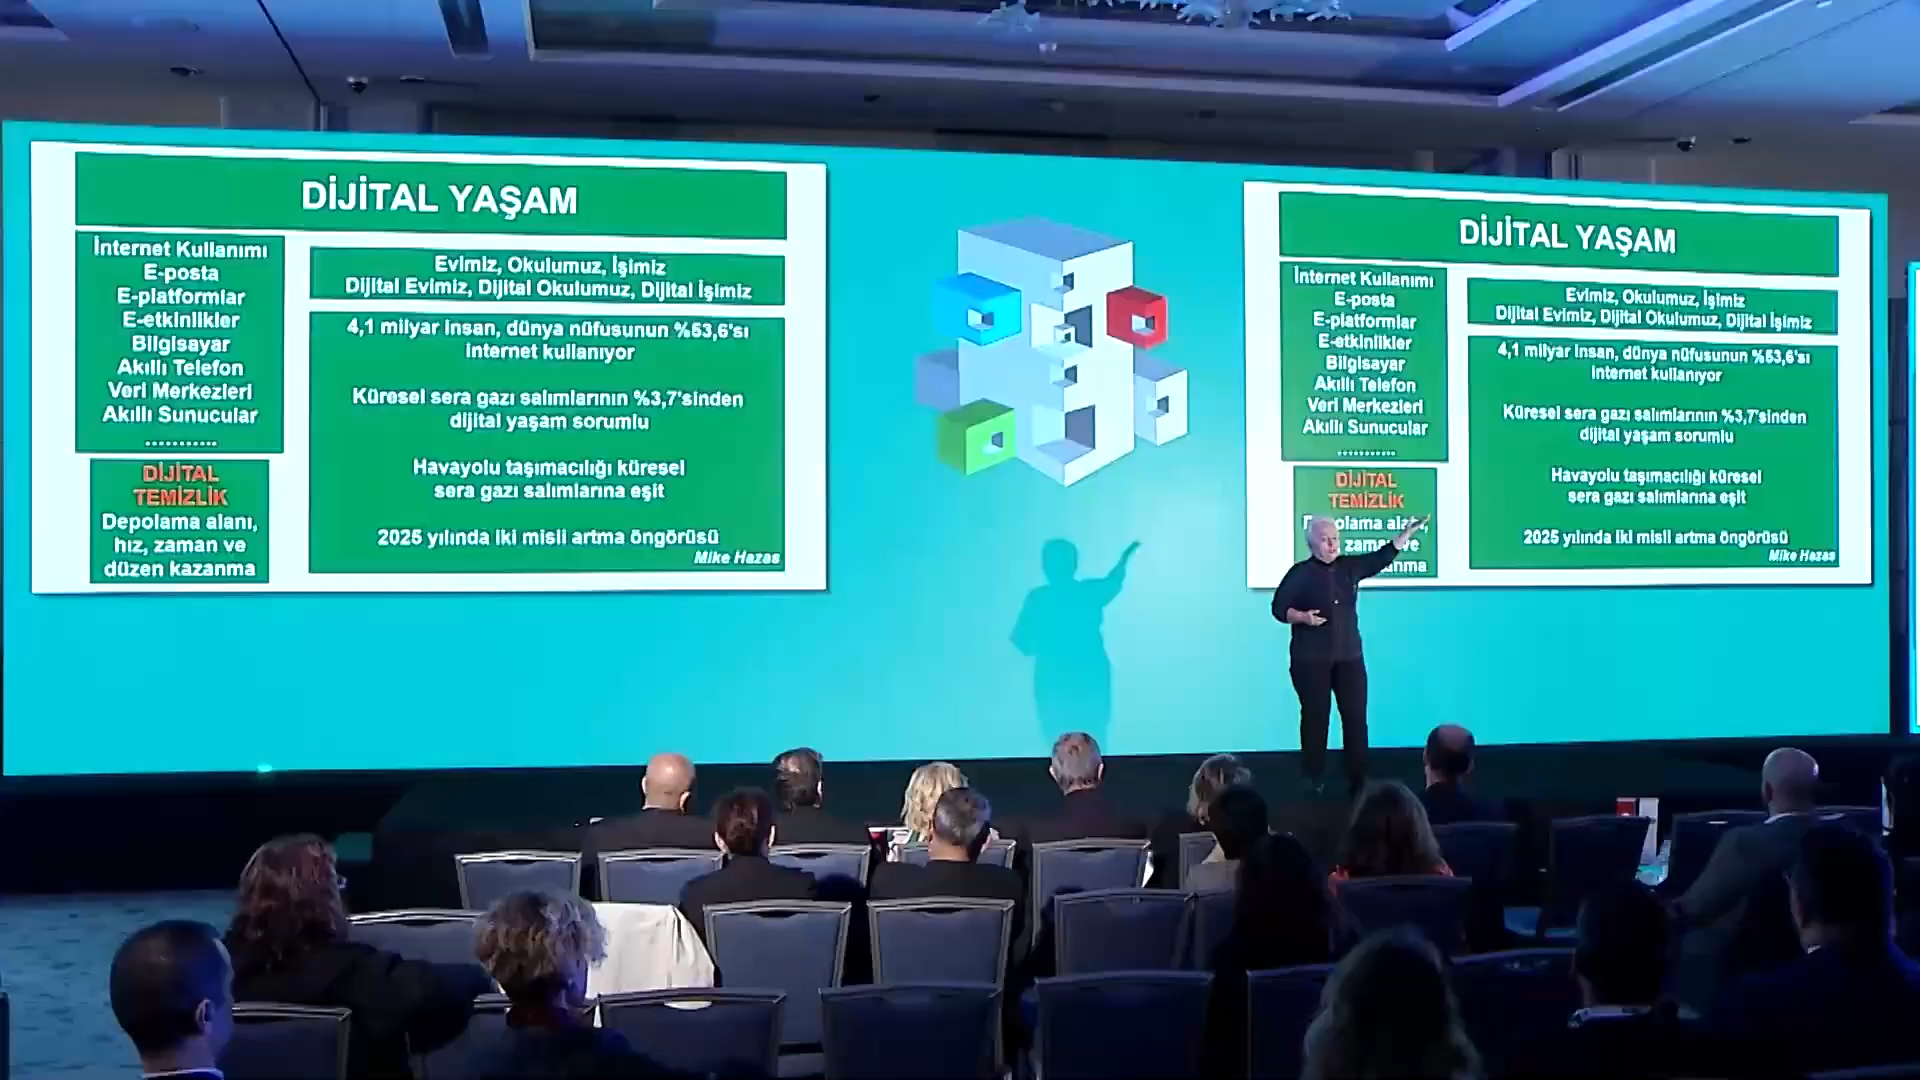 DİJİTAL YAŞAM
İnternet Kullanımı
E-posta
E-platformlar
E-etkinlikler
Bilgisayar
Akıllı Telefon
Veri Merkezleri
Akıllı Sunucular
...........
DİJİTAL
TEMİZLİK
Depolama alanı,
hız, zaman ve
düzen kazanma
Evimiz, Okulumuz, İşimiz
Dijital Evimiz, Dijital Okulumuz, Dijital İşimiz
4,1 milyar insan, dünya nüfusunun %53,6'sı
internet kullanıyor
Küresel sera gazı salımlarının %3,7'sinden
dijital yaşam sorumlu
Havayolu taşımacılığı küresel
sera gazı salımlarına eşit
2025 yılında iki misli artma öngörüsü
Mike Hazas
DİJİTAL YAŞAM
İnternet Kullanımı
E-posta
E-platformlar
E-etkinlikler
Bilgisayar
Akıllı Telefon
Veri Merkezleri
Akıllı Sunucular
...........
DİJİTAL
TEMİZLİK
Evimiz, Okulumuz, İşimiz
Dijital Evimiz, Dijital Okulumuz, Dijital İşimiz
4,1 milyar insan, dünya nüfusunun %53,6'sı
internet kullanıyor
Küresel sera gazı salımlarının %3,7'sinden
dijital yaşam sorumlu
Havayolu taşımacılığı küresel
sera gazı salımlarına eşit
2025 yılında iki misli artma öngörüsü
Mike Hazas